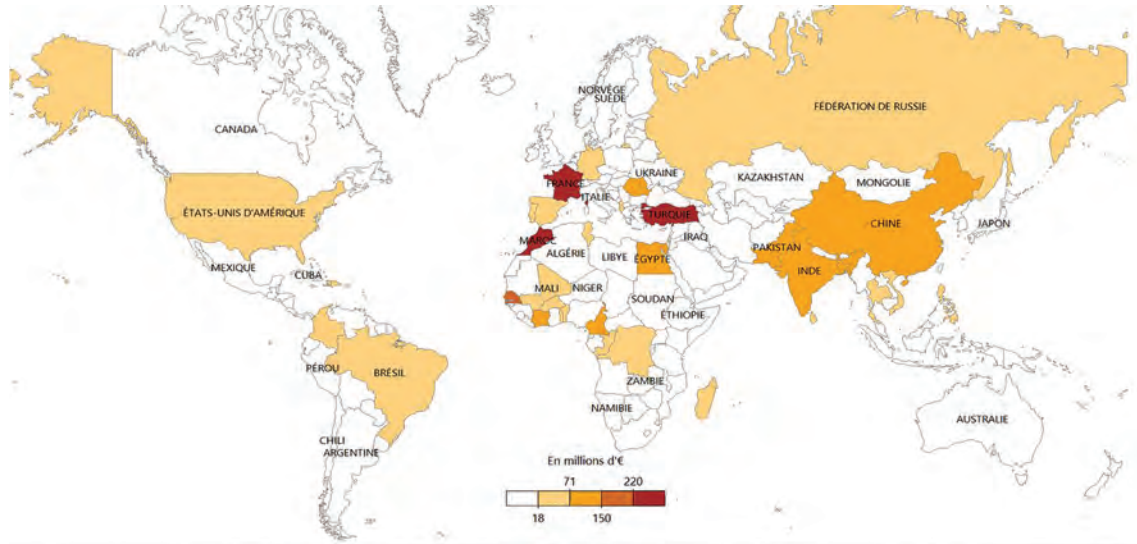 NORVÈGE
SUÈDE
FÉDÉRATION DE RUSSIE
CANADA
UKRAINE
KAZAKHSTAN
MONGOLIE
FRANCE
ITALIE
ÉTATS-UNIS D'AMÉRIQUE
TURQUIE
CHINE
JAPON
MAROC
ALGÉRIE
LIBYE
ÉGYPTE
IRAQ
PAKISTAN
INDE
MEXIQUE
CUBA
MALI
NIGER
SOUDAN
ÉTHIOPIE
PÉROU
BRÉSIL
ZAMBIE
NAMIBIE
AUSTRALIE
CHILI
ARGENTINE
En millions d'€
71 220
18 150